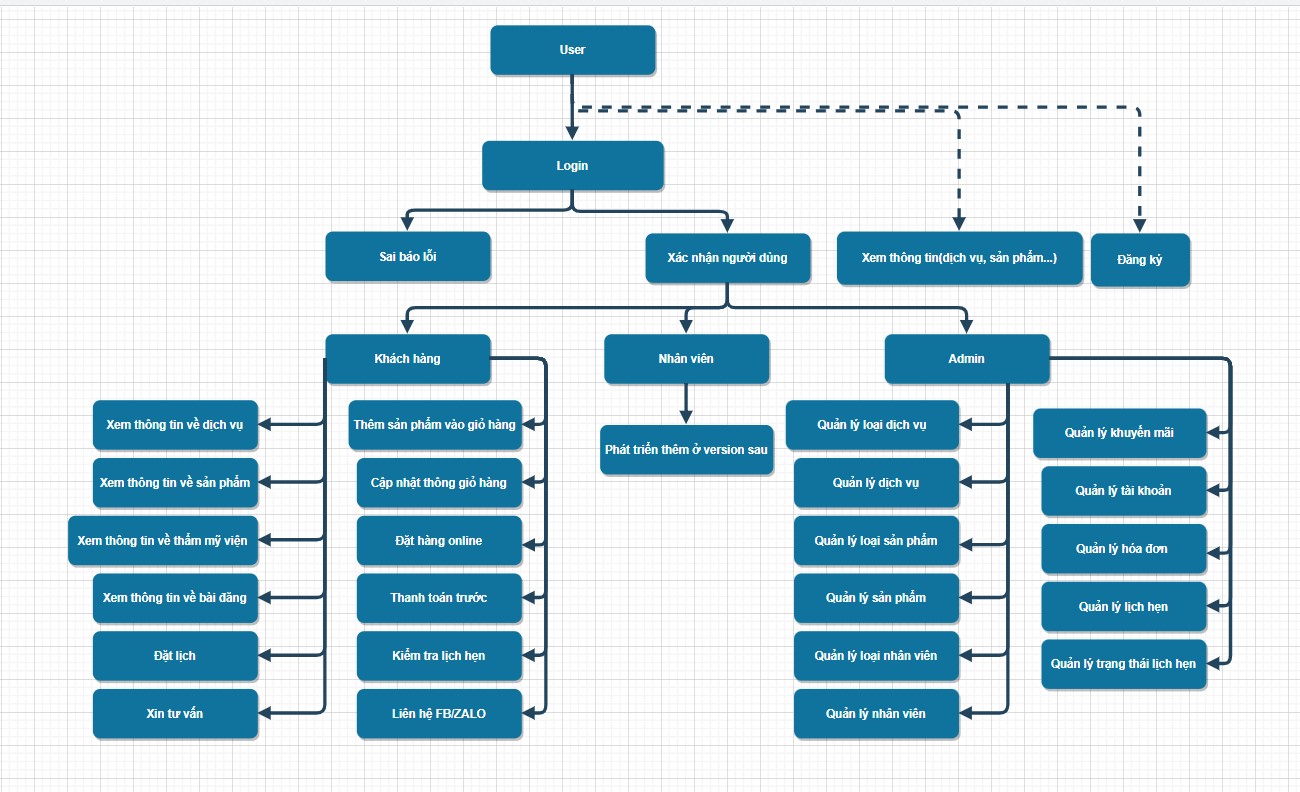 User
Login
Sai báo lỗi
Xác nhận người dùng
Xem thông tin(dịch vụ, sản phẩm...)
Đăng ký
Khách hàng
Nhân viên
Admin
Xem thông tin về dịch vụ
Xem thông tin về sản phẩm
Xem thông tin về thẩm mỹ viện
Xem thông tin về bài đăng
Đặt lịch
Xin tư vấn
Thêm sản phẩm vào giỏ hàng
Cập nhật thông giỏ hàng
Đặt hàng online
Thanh toán trước
Kiểm tra lịch hẹn
Liên hệ FB/ZALO
Phát triển thêm ở version sau
Quản lý loại dịch vụ
Quản lý dịch vụ
Quản lý loại sản phẩm
Quản lý sản phẩm
Quản lý loại nhân viên
Quản lý nhân viên
Quản lý khuyến mãi
Quản lý tài khoản
Quản lý hóa đơn
Quản lý lịch hẹn
Quản lý trạng thái lịch hẹn